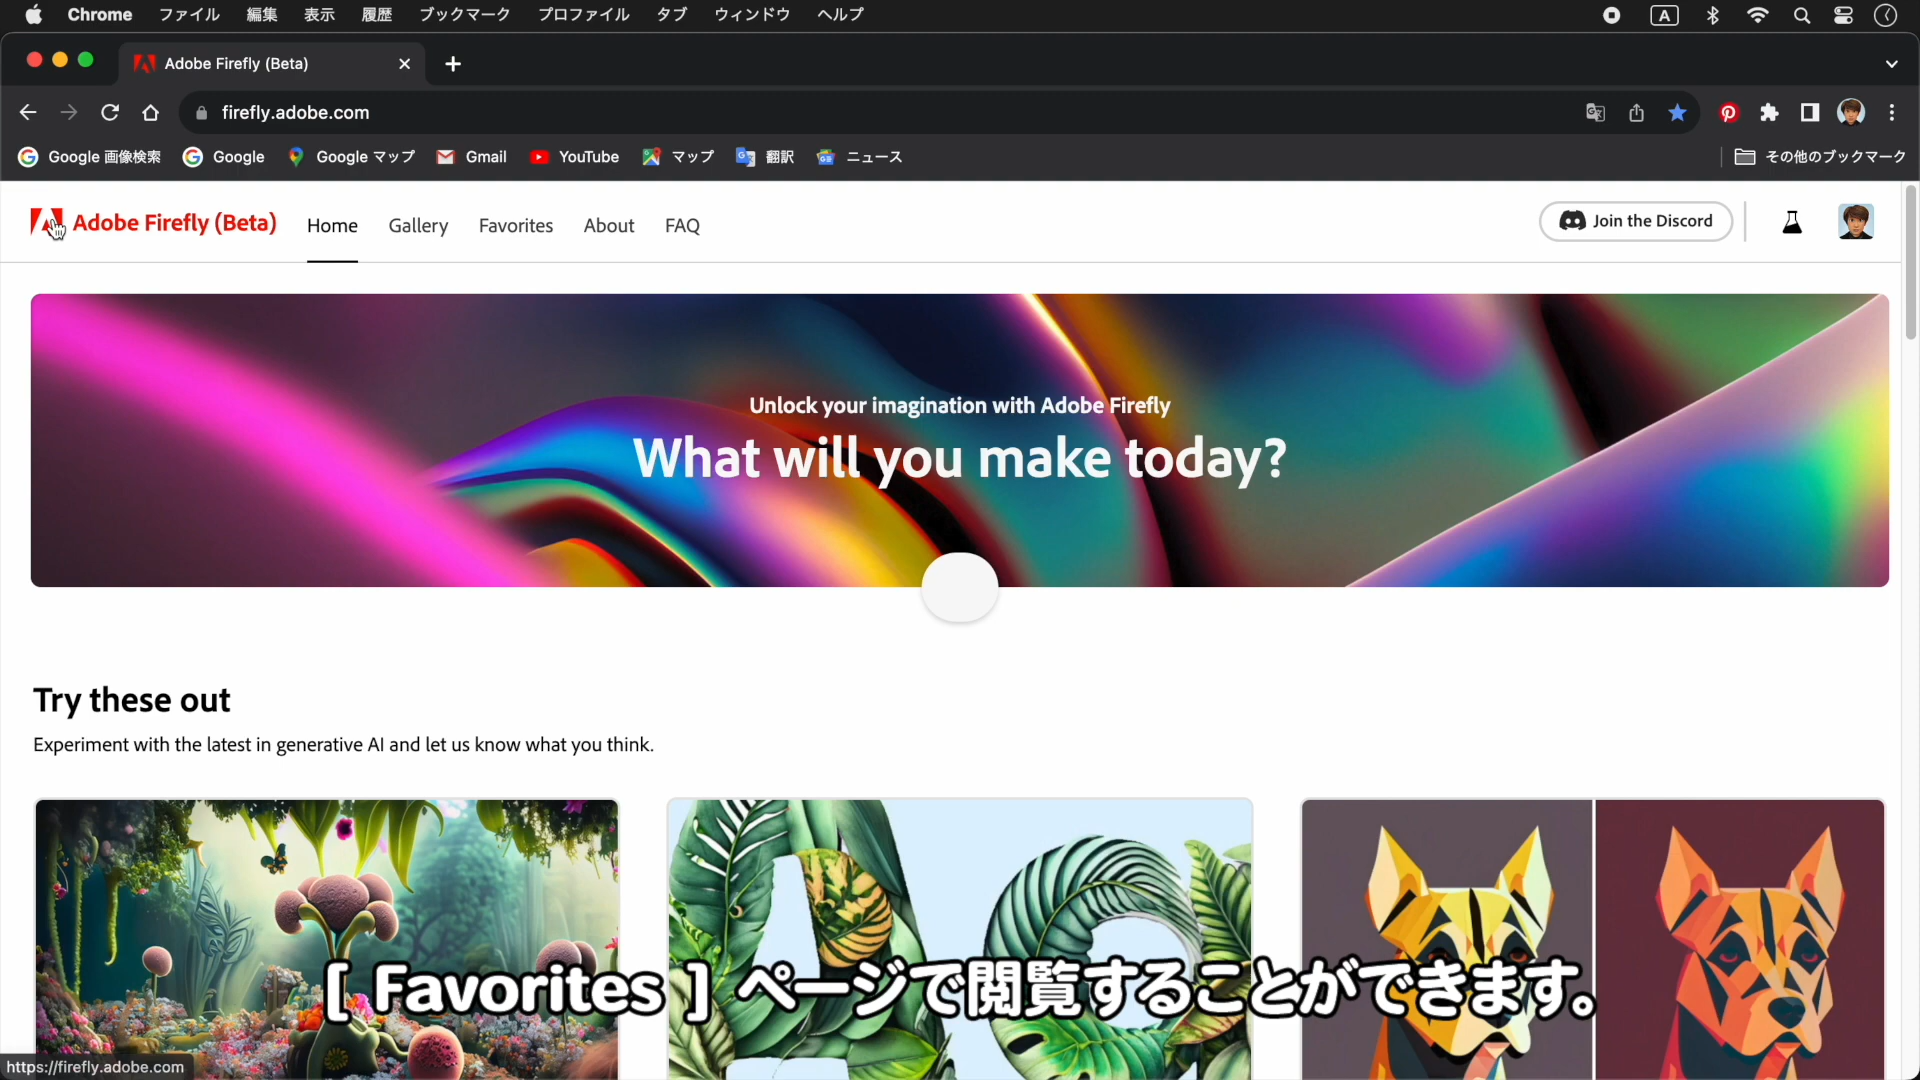 Chrome ファイル 編集 表示 履歴 ブックマーク プロファイル タブ ウィンドウ ヘルプ A
Adobe Firefly (Beta)
firefly.adobe.com
Google 画像検索 Google Google マップ Gmail YouTube マップ 翻訳 ニュース その他のブックマーク
Adobe Firefly (Beta) Home Gallery Favorites About FAQ Join the Discord
Unlock your imagination with Adobe Firefly
What will you make today?
Try these out
Experiment with the latest in generative AI and let us know what you think.
[ Favorites ] ページで閲覧することができます。
https://firefly.adobe.com